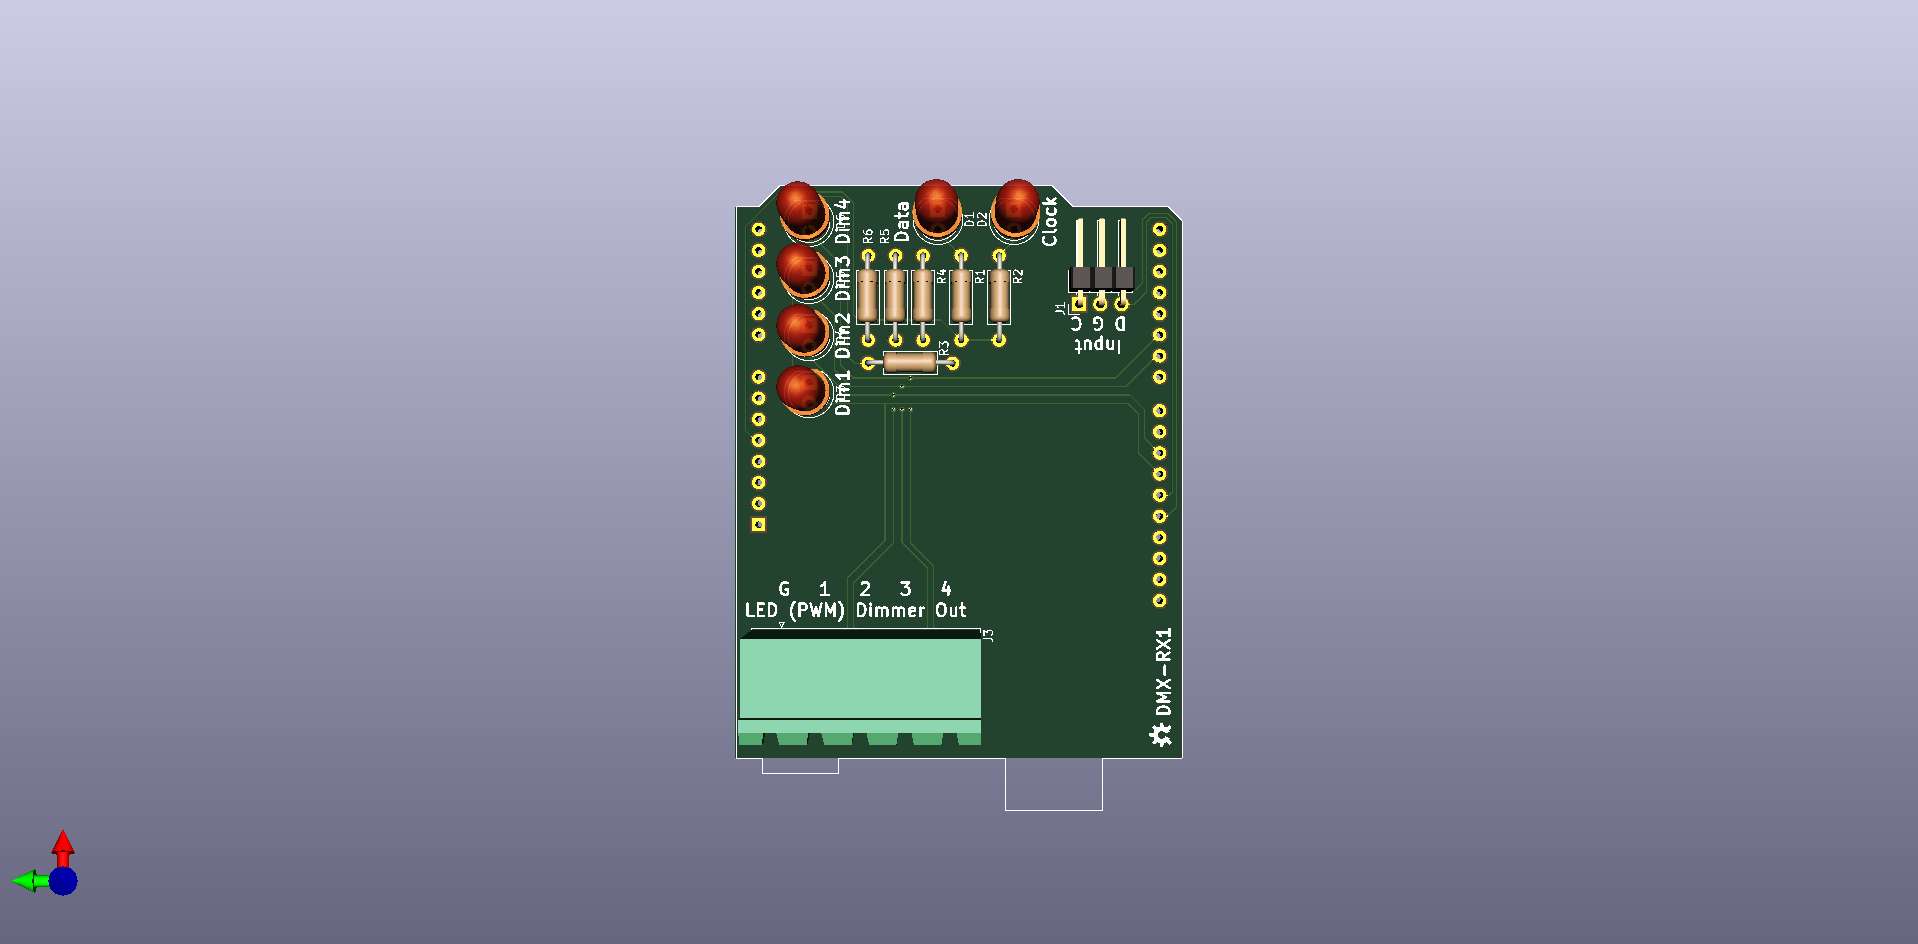 Dim4
Data
D1
D2
Clock
R6
R5
Dim3
R4
R1
R2
J1
C G D
Input
Dim2
R3
Dim1
G 1 2 3 4
LED (PWM) Dimmer Out
J3
DMX-RX1